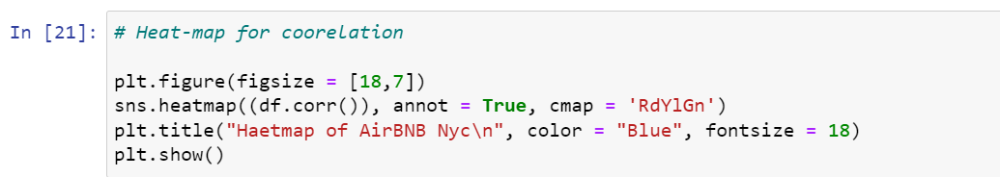 In [21]: # Heat-map for coorelation
plt.figure(figsize = [18,7])
sns.heatmap((df.corr()), annot = True, cmap = 'RdYlGn')
plt.title("Haetmap of AirBNB Nyc\n", color = "Blue", fontsize = 18)
plt.show()